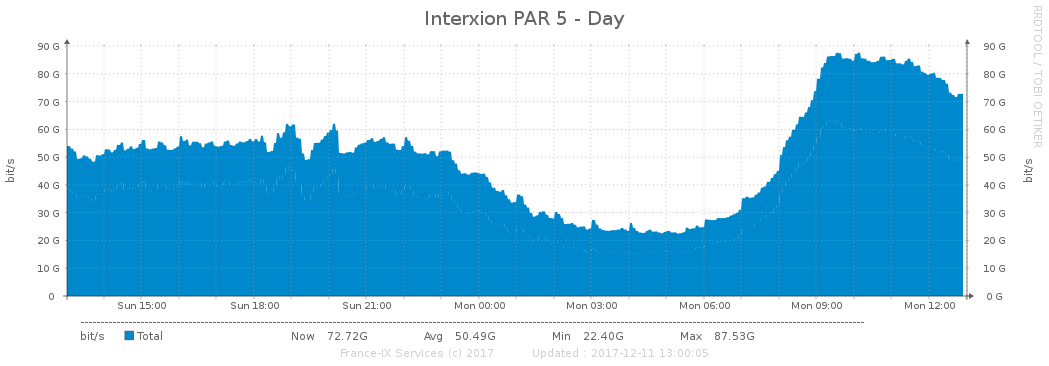 Interxion PAR 5 - Day
RRDTOOL / TOBI OETIKER
90 G 90 G
80 G 80 G
70 G 70 G
60 G 60 G
50 G 50 G
40 G 40 G
30 G 30 G
20 G 20 G
10 G 10 G
0 0 G
bit/s
bit/s
Sun 15:00 Sun 18:00 Sun 21:00 Mon 00:00 Mon 03:00 Mon 06:00 Mon 09:00 Mon 12:00
bit/s Total Now 72.72G Avg 50.49G Min 22.40G Max 87.53G
France-IX Services (c) 2017 Updated : 2017-12-11 13:00:05